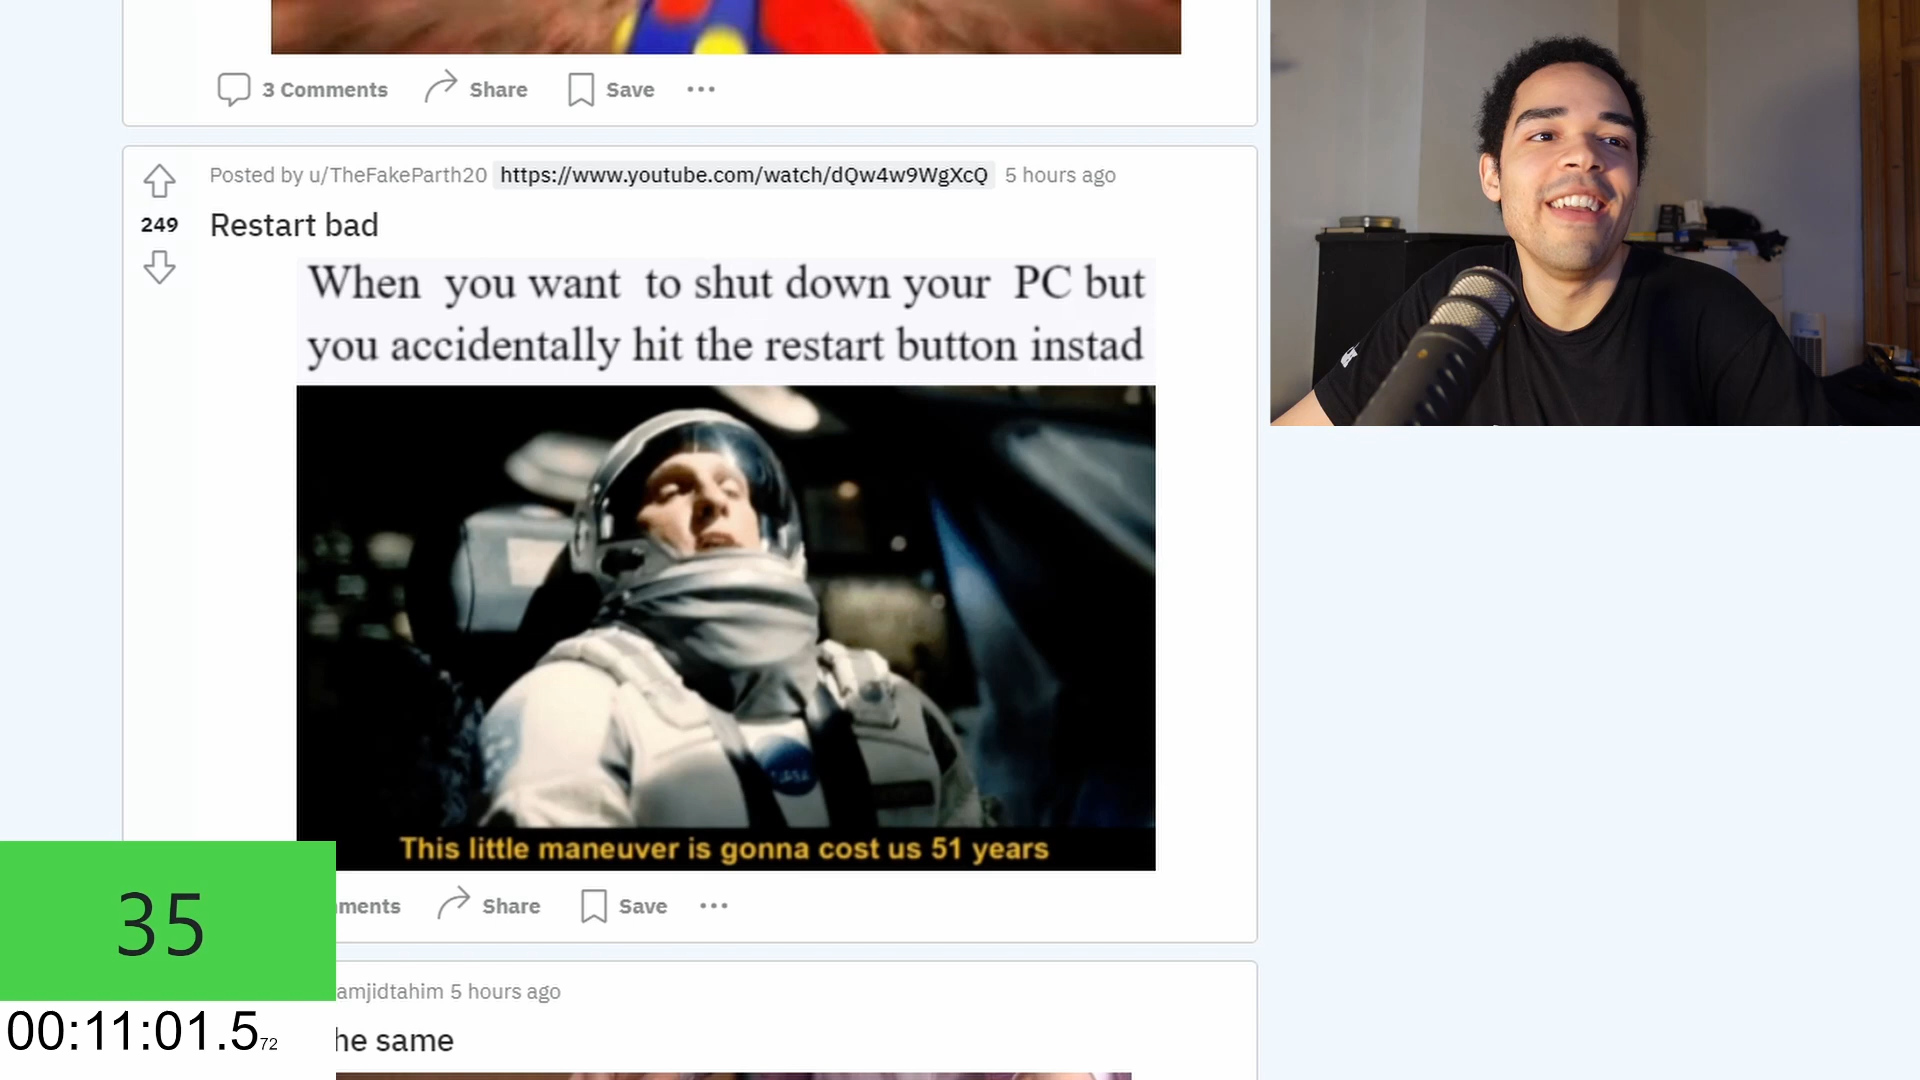 3 Comments Share Save
Posted by u/TheFakeParth20 https://www.youtube.com/watch/dQw4w9WgXcQ 5 hours ago
249
Restart bad
When you want to shut down your PC but
you accidentally hit the restart button instad
NASA
This little maneuver is gonna cost us 51 years
mments Share Save
35
amjidtahim 5 hours ago
00:11:01.572
he same